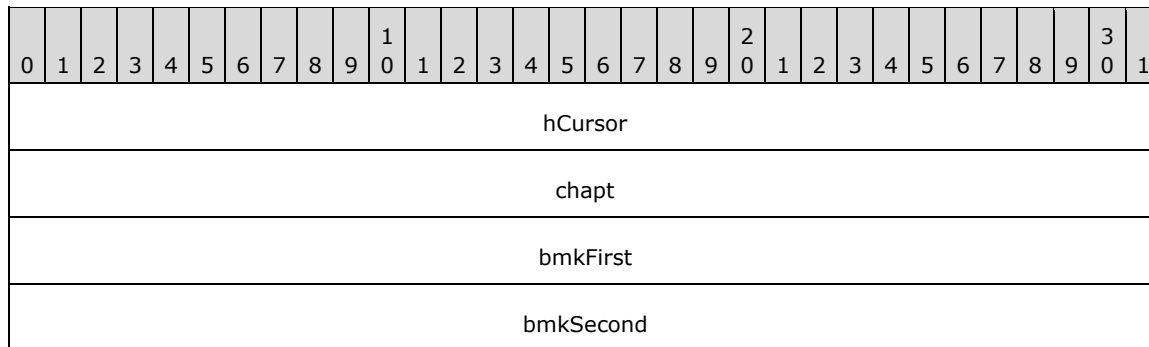 1 2 3
0 1 2 3 4 5 6 7 8 9 0 1 2 3 4 5 6 7 8 9 0 1 2 3 4 5 6 7 8 9 0 1
hCursor
chapt
bmkFirst
bmkSecond